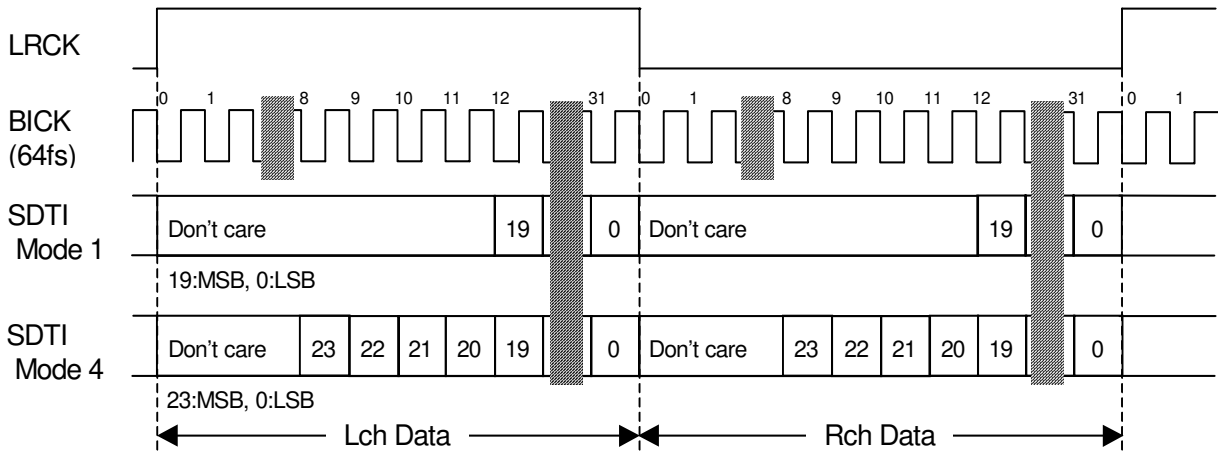 LRCK
BICK
(64fs)
0 1 8 9 10 11 12 31 0 1 8 9 10 11 12 31 0 1
SDTI
Mode 1
Don't care 19 0 Don't care 19 0
19:MSB, 0:LSB
SDTI
Mode 4
Don't care 23 22 21 20 19 0 Don't care 23 22 21 20 19 0
23:MSB, 0:LSB
Lch Data Rch Data